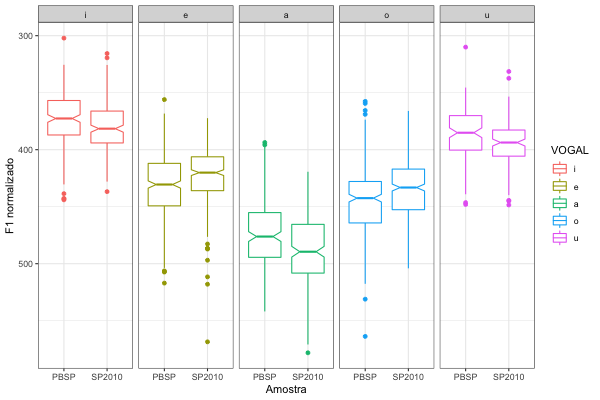 i e a o u
300
400
500
F1 normalizado
PBSP SP2010 PBSP SP2010 PBSP SP2010 PBSP SP2010 PBSP SP2010
Amostra
VOGAL
i
e
a
o
u